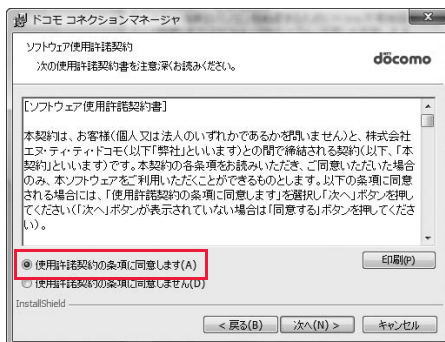 ドコモ コネクションマネージャ
ソフトウェア使用許諾契約
次の使用許諾契約書を注意深くお読みください。
döcomo
[ソフトウェア使用許諾契約書]
本契約は、お客様(個人又は法人のいずれかであるかを問いません)と、株式会社
エヌ・ティ・ティ・ドコモ(以下「弊社」といいます)との間で締結される契約(以下、「本
契約」といいます)です。本契約の各条項をお読みいただき、ご同意いただいた場合
のみ、本ソフトウェアをご利用いただくことができるものとします。以下の条項に同意
される場合には、「使用許諾契約の条項に同意します」を選択し「次へ」ボタンを押し
てください(「次へ」ボタンが表示されていない場合は「同意する」ボタンを押してくださ
い)。
使用許諾契約の条項に同意します(A)
印刷(P)
使用許諾契約の条項に同意しません(D)
InstallShield
< 戻る(B)
次へ(N) >
キャンセル